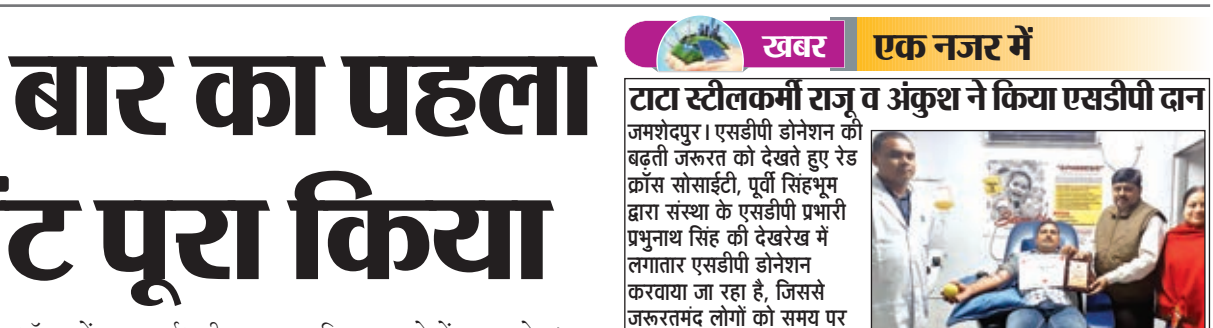 बार का पहला
पूरा किया
खबर एक नजर में
टाटा स्टीलकर्मी राजू व अंकुश ने किया एसडीपी दान
जमशेदपुर। एसडीपी डोनेशन की
बढ़ती जरूरत को देखते हुए रेड
क्रॉस सोसाईटी, पूर्वी सिंहभूम
द्वारा संस्था के एसडीपी प्रभारी
प्रभुनाथ सिंह की देखरेख में
लगातार एसडीपी डोनेशन
करवाया जा रहा है, जिससे
जरूरतमंद लोगों को समय पर